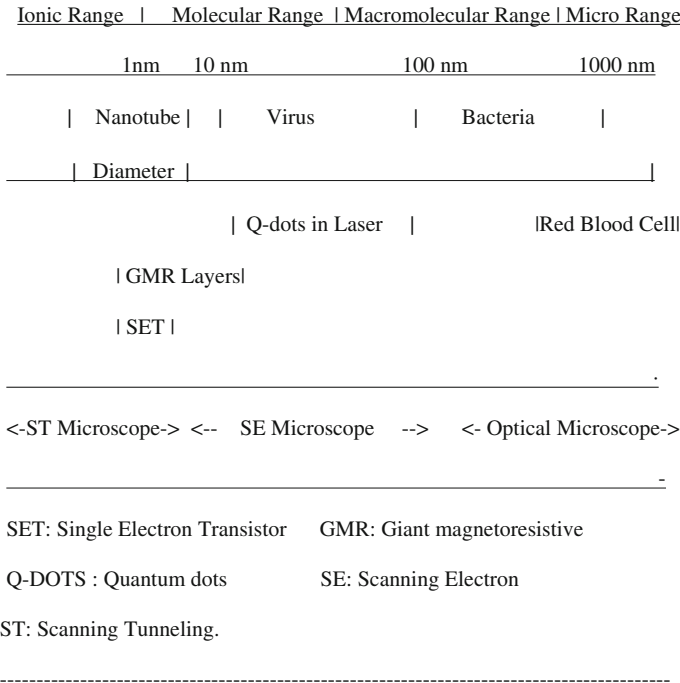 Ionic Range | Molecular Range | Macromolecular Range | Micro Range
1nm 10 nm 100 nm 1000 nm
| Nanotube | | Virus | Bacteria |
| Diameter | |
| Q-dots in Laser | |Red Blood Cell|
| GMR Layers|
| SET |
.
<-ST Microscope-> <-- SE Microscope --> <- Optical Microscope->
-
SET: Single Electron Transistor GMR: Giant magnetoresistive
Q-DOTS : Quantum dots SE: Scanning Electron
ST: Scanning Tunneling.
--------------------------------------------------------------------------------------------